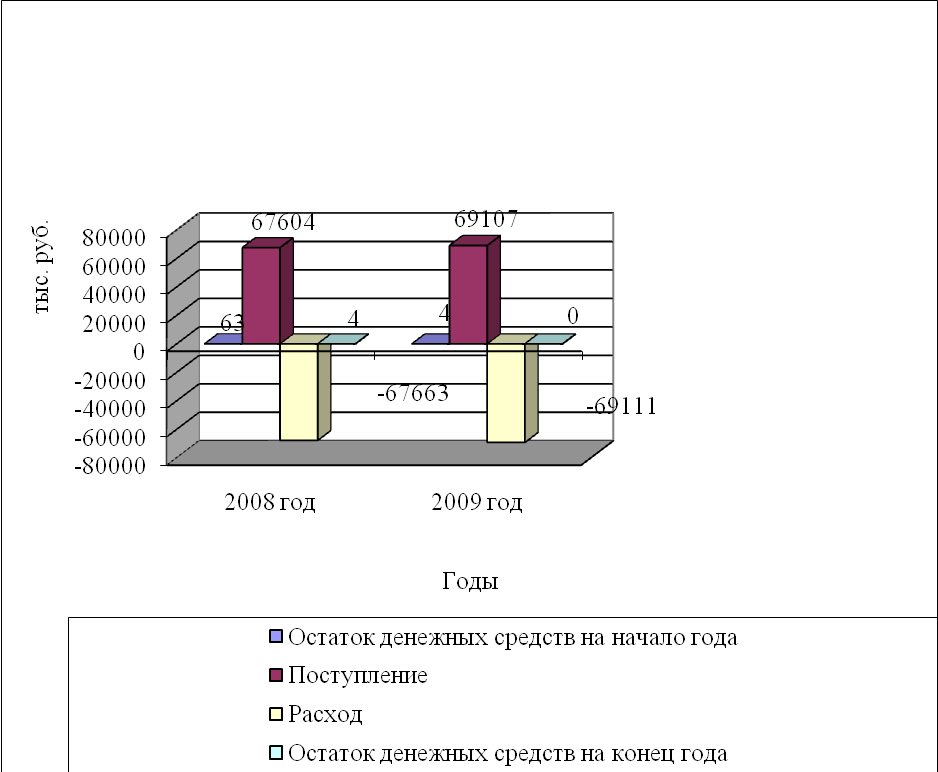 тыс. руб.
80000
60000
40000
20000
0
-20000
-40000
-60000
-80000
67604
69107
63
4
4
0
-67663
-69111
2008 год
2009 год
Годы
Остаток денежных средств на начало года
Поступление
Расход
Остаток денежных средств на конец года